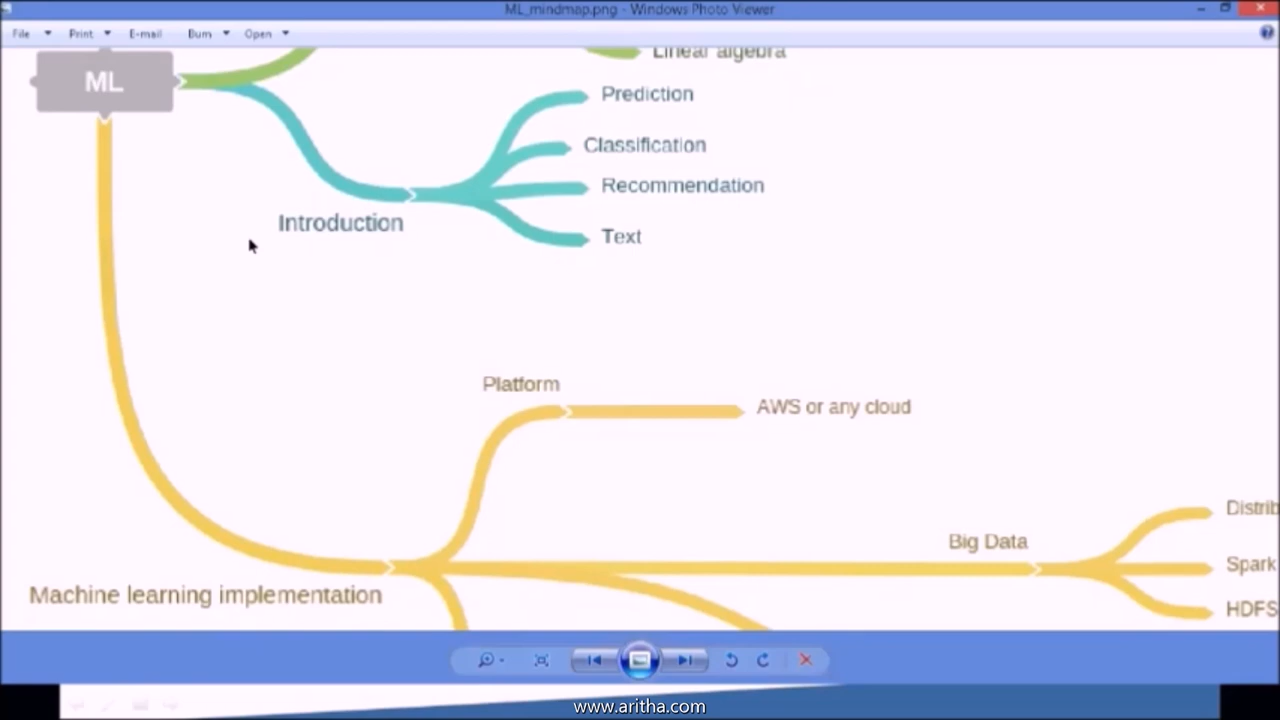 ML_mindmap.png - Windows Photo Viewer
File Print E-mail Burn Open
Linear algebra
ML
Prediction
Classification
Recommendation
Introduction
Text
Platform
AWS or any cloud
Distrib
Big Data
Spark
Machine learning implementation
HDFS
www.aritha.com